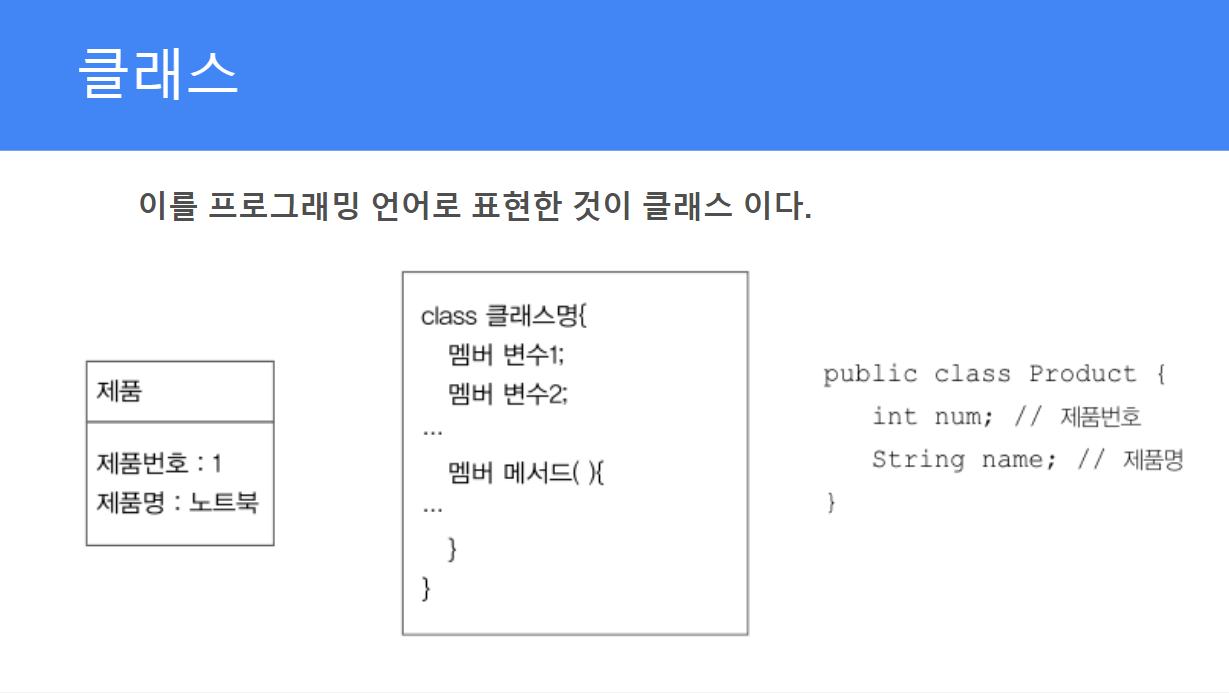 클래스
이를 프로그래밍 언어로 표현한 것이 클래스 이다.
제품
제품번호 : 1
제품명 : 노트북
class 클래스명{
멤버 변수1;
멤버 변수2;
...
멤버 메서드( ){
...
}
}
public class Product {
int num; // 제품번호
String name; // 제품명
}